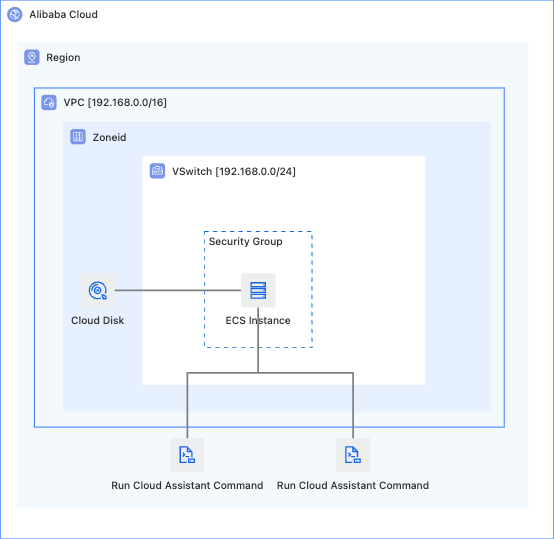 Alibaba Cloud
Region
VPC [192.168.0.0/16]
Zoneid
VSwitch [192.168.0.0/24]
Security Group
Cloud Disk
ECS Instance
Run Cloud Assistant Command
Run Cloud Assistant Command